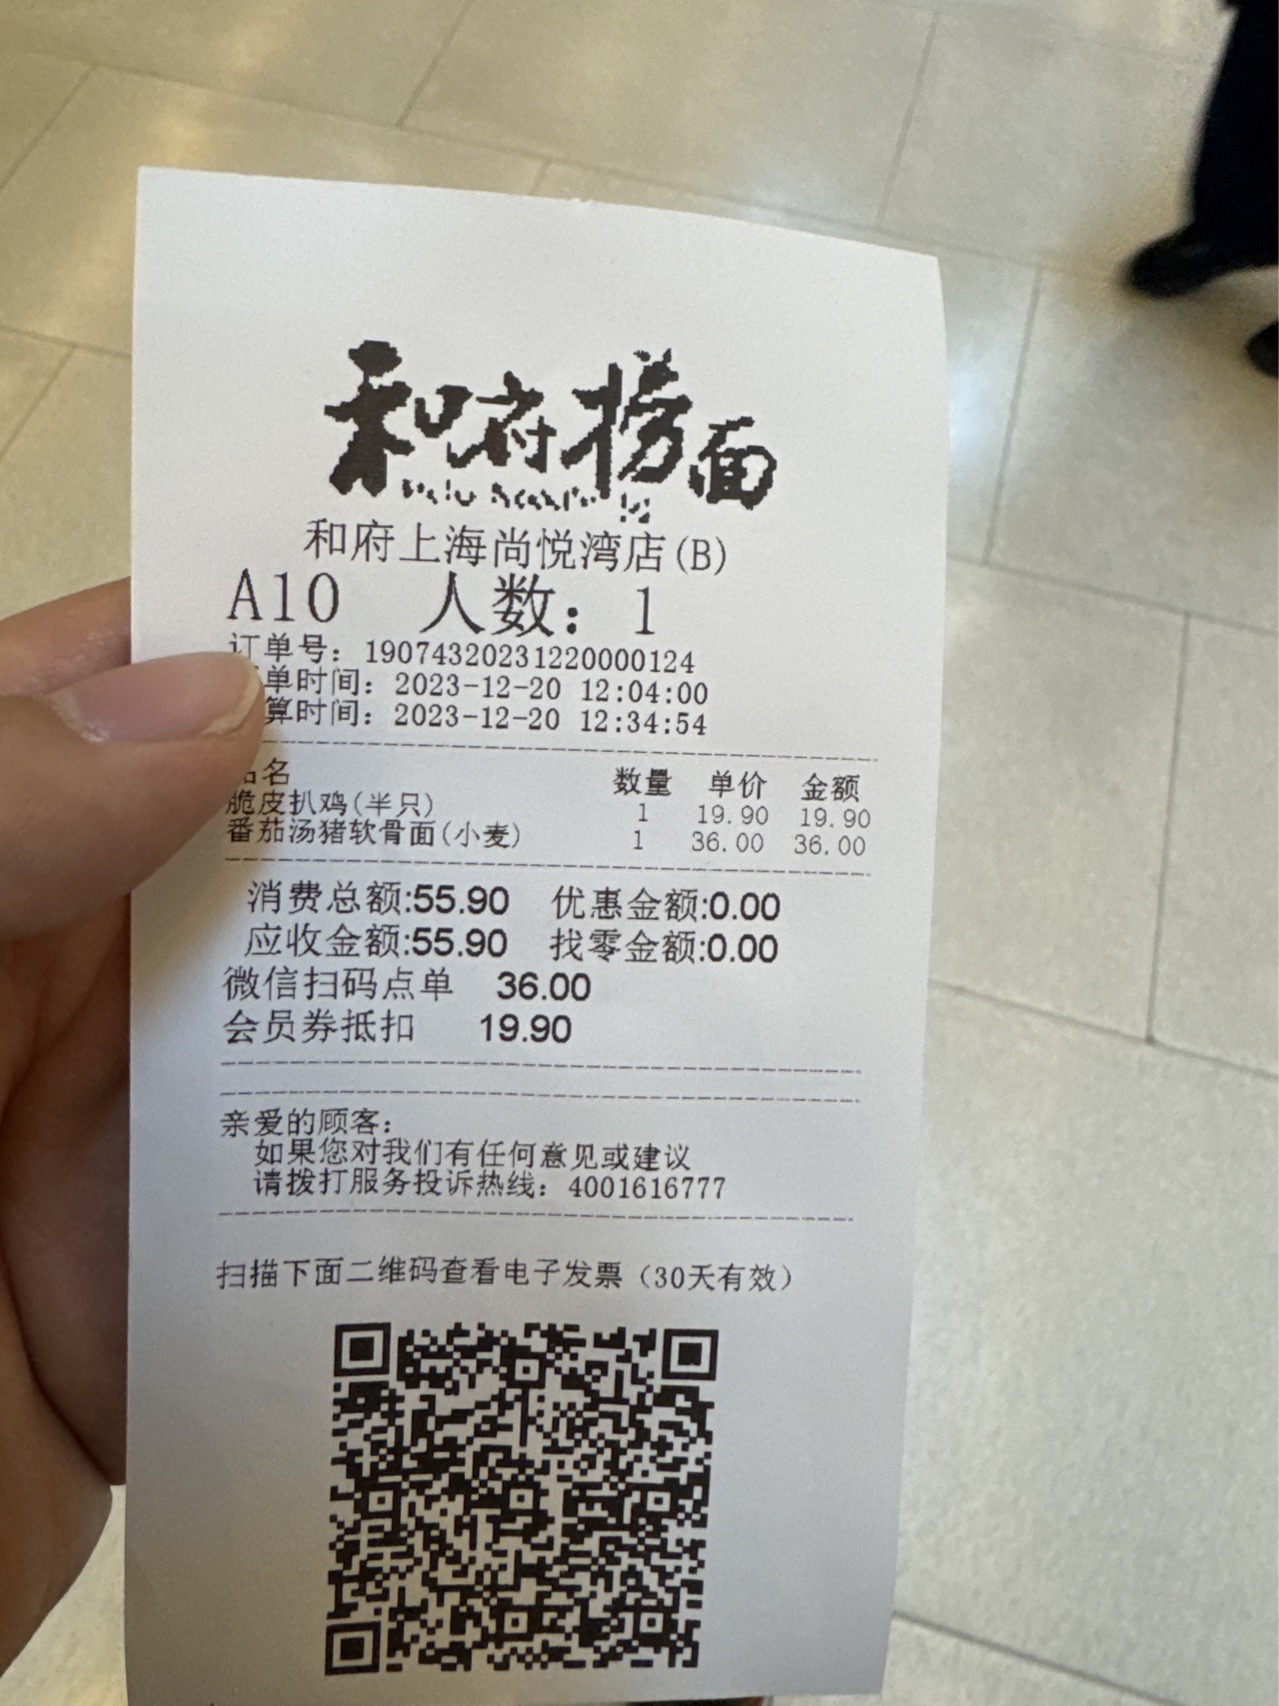 和府捞面
和府上海尚悦湾店(B)
A10 人数：1
订单号：19074320231220000124
单时间：2023-12-20 12:04:00
算时间：2023-12-20 12:34:54
名 数量 单价 金额
脆皮扒鸡(半只) 1 19.90 19.90
番茄汤猪软骨面(小麦) 1 36.00 36.00
消费总额:55.90 优惠金额:0.00
应收金额:55.90 找零金额:0.00
微信扫码点单 36.00
会员券抵扣 19.90
亲爱的顾客：
如果您对我们有任何意见或建议
请拨打服务投诉热线：4001616777
扫描下面二维码查看电子发票（30天有效）